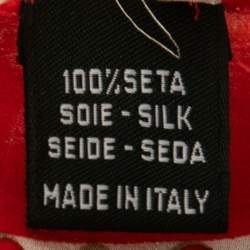 100%SETA
SOIE - SILK
SEIDE - SEDA
MADE IN ITALY